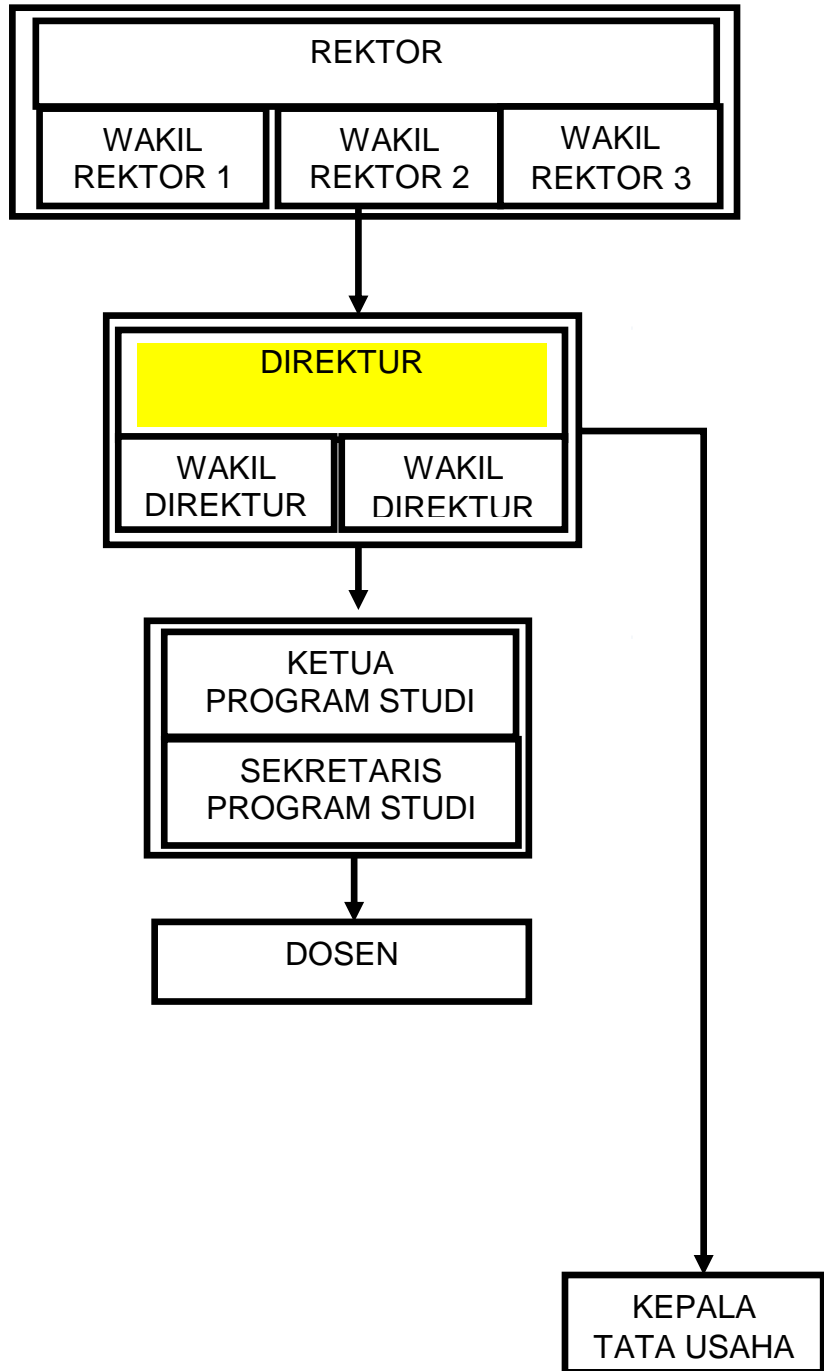 REKTOR
WAKIL
REKTOR 1
WAKIL
REKTOR 2
WAKIL
REKTOR 3
DIREKTUR
WAKIL
DIREKTUR
WAKIL
DIREKTUR
KETUA
PROGRAM STUDI
SEKRETARIS
PROGRAM STUDI
DOSEN
KEPALA
TATA USAHA